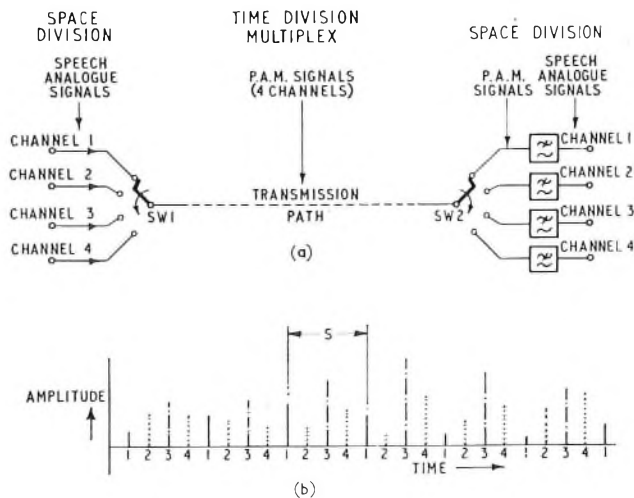 SPACE
DIVISION
TIME DIVISION
MULTIPLEX
SPACE DIVISION
SPEECH
ANALOGUE
SIGNALS
P.A.M. SIGNALS
(4 CHANNELS)
P.A.M.
SIGNALS
SPEECH
ANALOGUE
SIGNALS
CHANNEL 1
CHANNEL 2
CHANNEL 3
CHANNEL 4
SW1
TRANSMISSION
PATH
SW2
CHANNEL 1
CHANNEL 2
CHANNEL 3
CHANNEL 4
(a)
S
AMPLITUDE
1 2 3 4 1 2 3 4 1 2 3 4 1 2 3 4 1 2 3 4 1 2 3 4 1
TIME
(b)